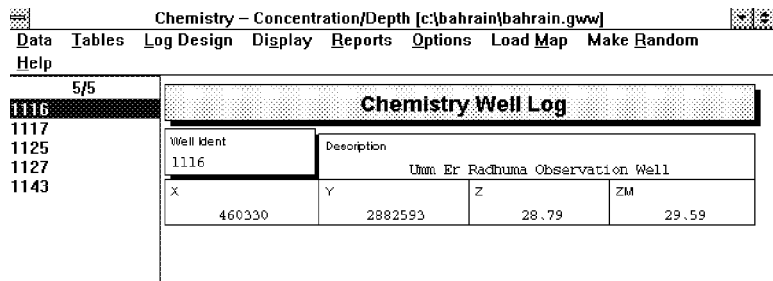 Chemistry – Concentration/Depth [c:\bahrain\bahrain.gww]
Data Tables Log Design Display Reports Options Load Map Make Random
Help
5/5
1116
1117
1125
1127
1143
Chemistry Well Log
Well Ident
1116
Description
Umm Er Radhuma Observation Well
X
460330
Y
2882593
Z
28.79
ZM
29.59